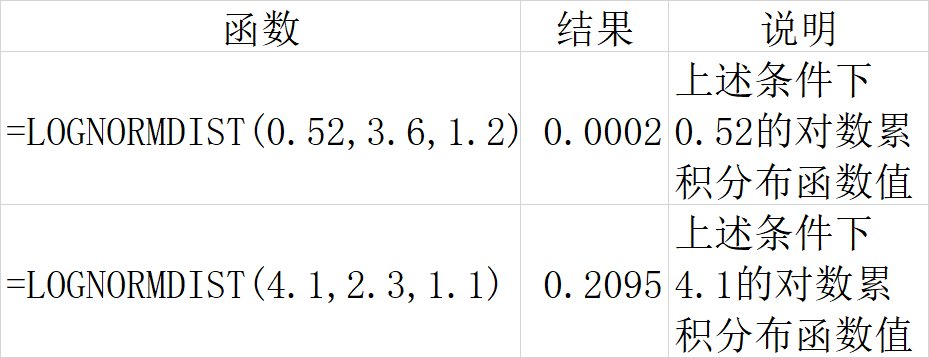 函数 结果 说明
=LOGNORMDIST(0.52,3.6,1.2) 0.0002 上述条件下
0.52的对数累
积分布函数值
=LOGNORMDIST(4.1,2.3,1.1) 0.2095 上述条件下
4.1的对数累
积分布函数值